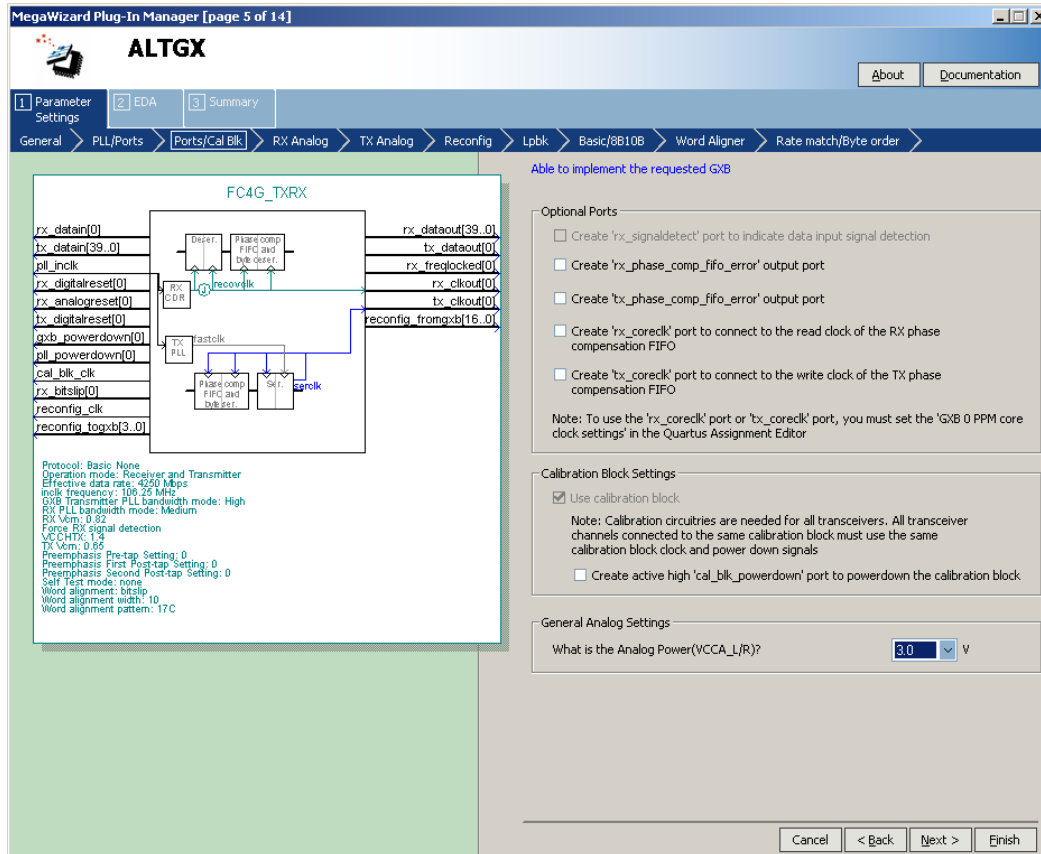 MegaWizard Plug-In Manager [page 5 of 14]
ALTGX
About
Documentation
1 Parameter Settings
2 EDA
3 Summary
General
PLL/Ports
Ports/Cal Blk
RX Analog
TX Analog
Reconfig
Lpbk
Basic/8B10B
Word Aligner
Rate match/Byte order
FC4G_TXRX
rx_datain[0]
tx_datain[39..0]
pll_inclk
rx_digitalreset[0]
rx_analogreset[0]
tx_digitalreset[0]
gxb_powerdown[0]
pll_powerdown[0]
cal_blk_clk
rx_bitslip[0]
reconfig_clk
reconfig_togxb[3..0]
Deser.
Phase comp
FIFO and
byte deser.
RX
CDR
recovclk
TX
PLL
fastclk
Phase comp
FIFO and
byte ser.
Ser.
serclk
rx_dataout[39..0]
tx_dataout[0]
rx_freqlocked[0]
rx_clkout[0]
tx_clkout[0]
reconfig_fromgxb[16..0]
Protocol: Basic None
Operation mode: Receiver and Transmitter
Effective data rate: 4250 Mbps
inclk frequency: 106.25 MHz
GXB Transmitter PLL bandwidth mode: High
RX PLL bandwidth mode: Medium
RX Vcm: 0.82
Force RX signal detection
VCCHTX: 1.4
TX Vcm: 0.65
Preemphasis Pre-tap Setting: 0
Preemphasis First Post-tap Setting: 0
Preemphasis Second Post-tap Setting: 0
Self Test mode: none
Word alignment: bitslip
Word alignment width: 10
Word alignment pattern: 17C
Able to implement the requested GXB
Optional Ports
Create 'rx_signaldetect' port to indicate data input signal detection
Create 'rx_phase_comp_fifo_error' output port
Create 'tx_phase_comp_fifo_error' output port
Create 'rx_coreclk' port to connect to the read clock of the RX phase
compensation FIFO
Create 'tx_coreclk' port to connect to the write clock of the TX phase
compensation FIFO
Note: To use the 'rx_coreclk' port or 'tx_coreclk' port, you must set the 'GXB 0 PPM core
clock settings' in the Quartus Assignment Editor
Calibration Block Settings
Use calibration block
Note: Calibration circuitries are needed for all transceivers. All transceiver
channels connected to the same calibration block must use the same
calibration block clock and power down signals
Create active high 'cal_blk_powerdown' port to powerdown the calibration block
General Analog Settings
What is the Analog Power(VCCA_L/R)?
3.0
V
Cancel
< Back
Next >
Finish